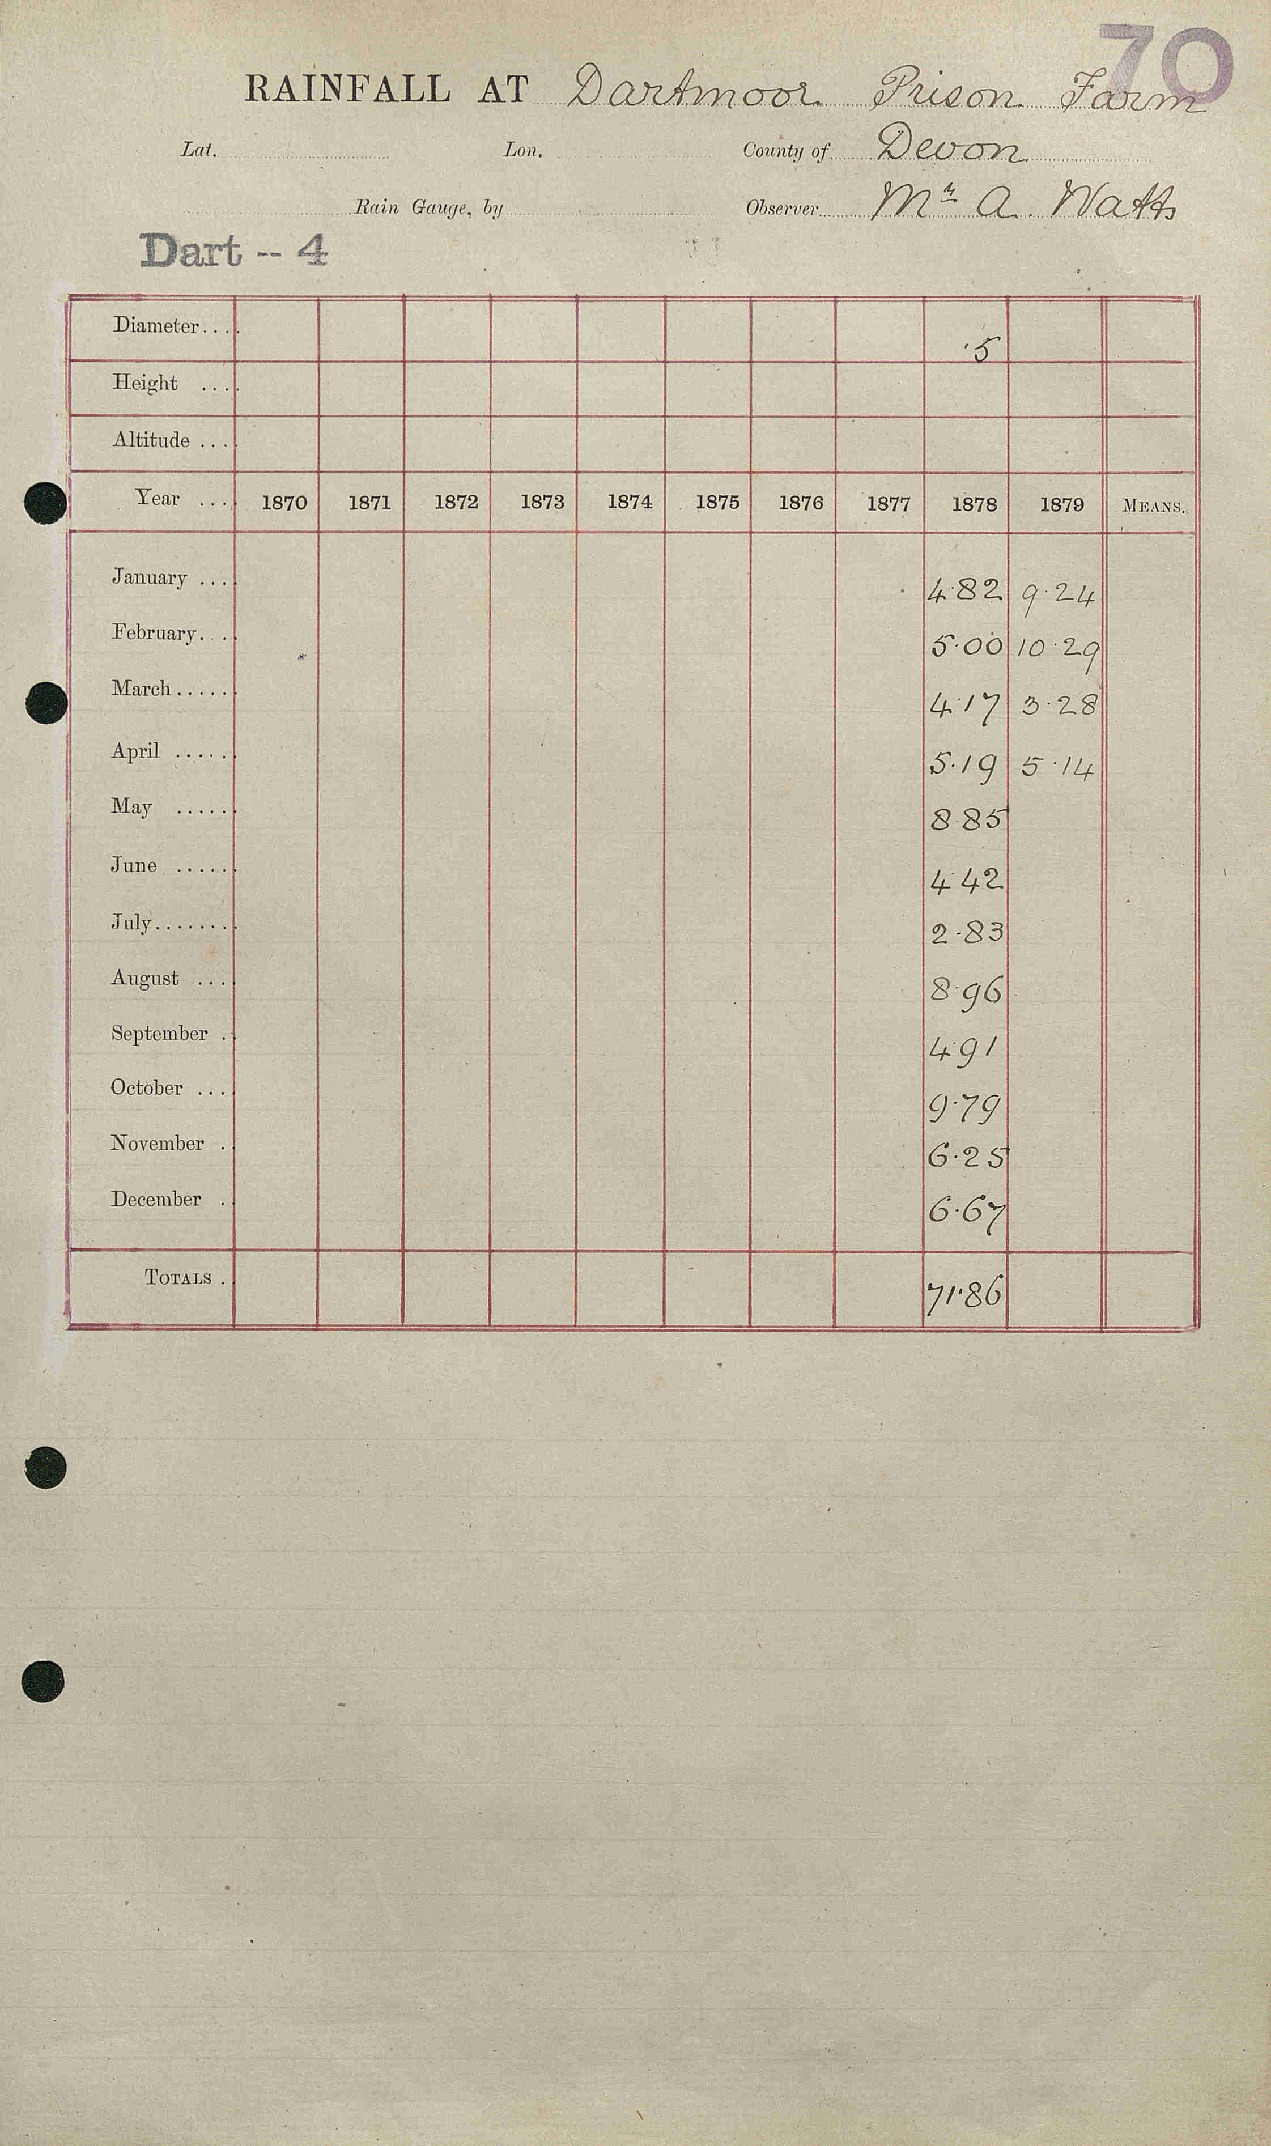 70
RAINFALL AT Dartmoor Prison Farm
Lat. Lon. County of Devon
Rain Gauge, by Observer Mr A. Watts
Dart -- 4
Diameter.... ·5
Height ....
Altitude ....
Year .... 1870 1871 1872 1873 1874 1875 1876 1877 1878 1879 MEANS.
January .... 4·82 9·24
February.... 5·00 10·29
March...... 4·17 3·28
April ...... 5·19 5·14
May ...... 8·85
June ...... 4·42
July........ 2·83
August .... 8·96
September . 4·91
October .... 9·79
November . 6·25
December . 6·67
TOTALS . 71·86